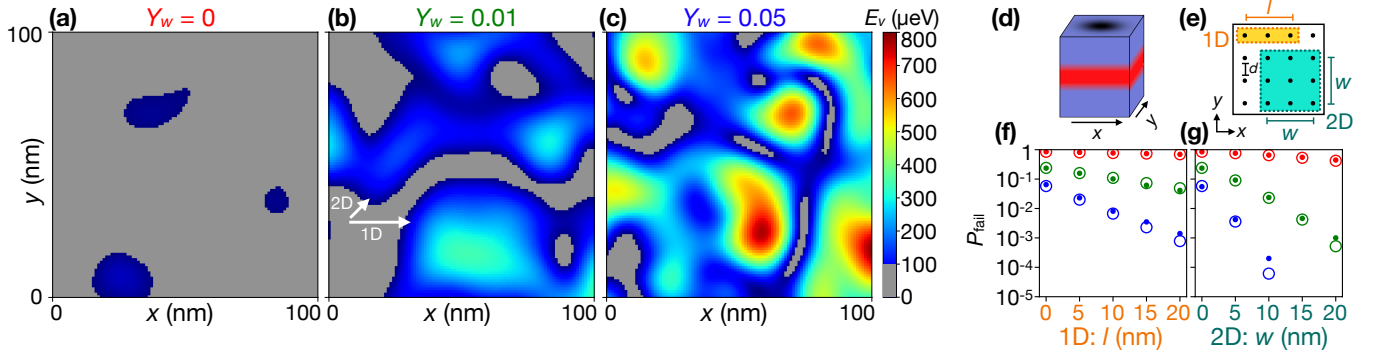 (a) Y_w = 0
(b) Y_w = 0.01
(c) Y_w = 0.05
E_v (µeV)
100
y (nm)
0
0 x (nm) 100
2D
1D
0 x (nm) 100
0 x (nm) 100
800
700
600
500
400
300
200
100
0
(d)
x
y
(e)
l
1D
d
w
y
x
w
2D
(f)
1
10^-1
10^-2
10^-3
10^-4
10^-5
P_fail
0 5 10 15 20
1D: l (nm)
(g)
0 5 10 15 20
2D: w (nm)